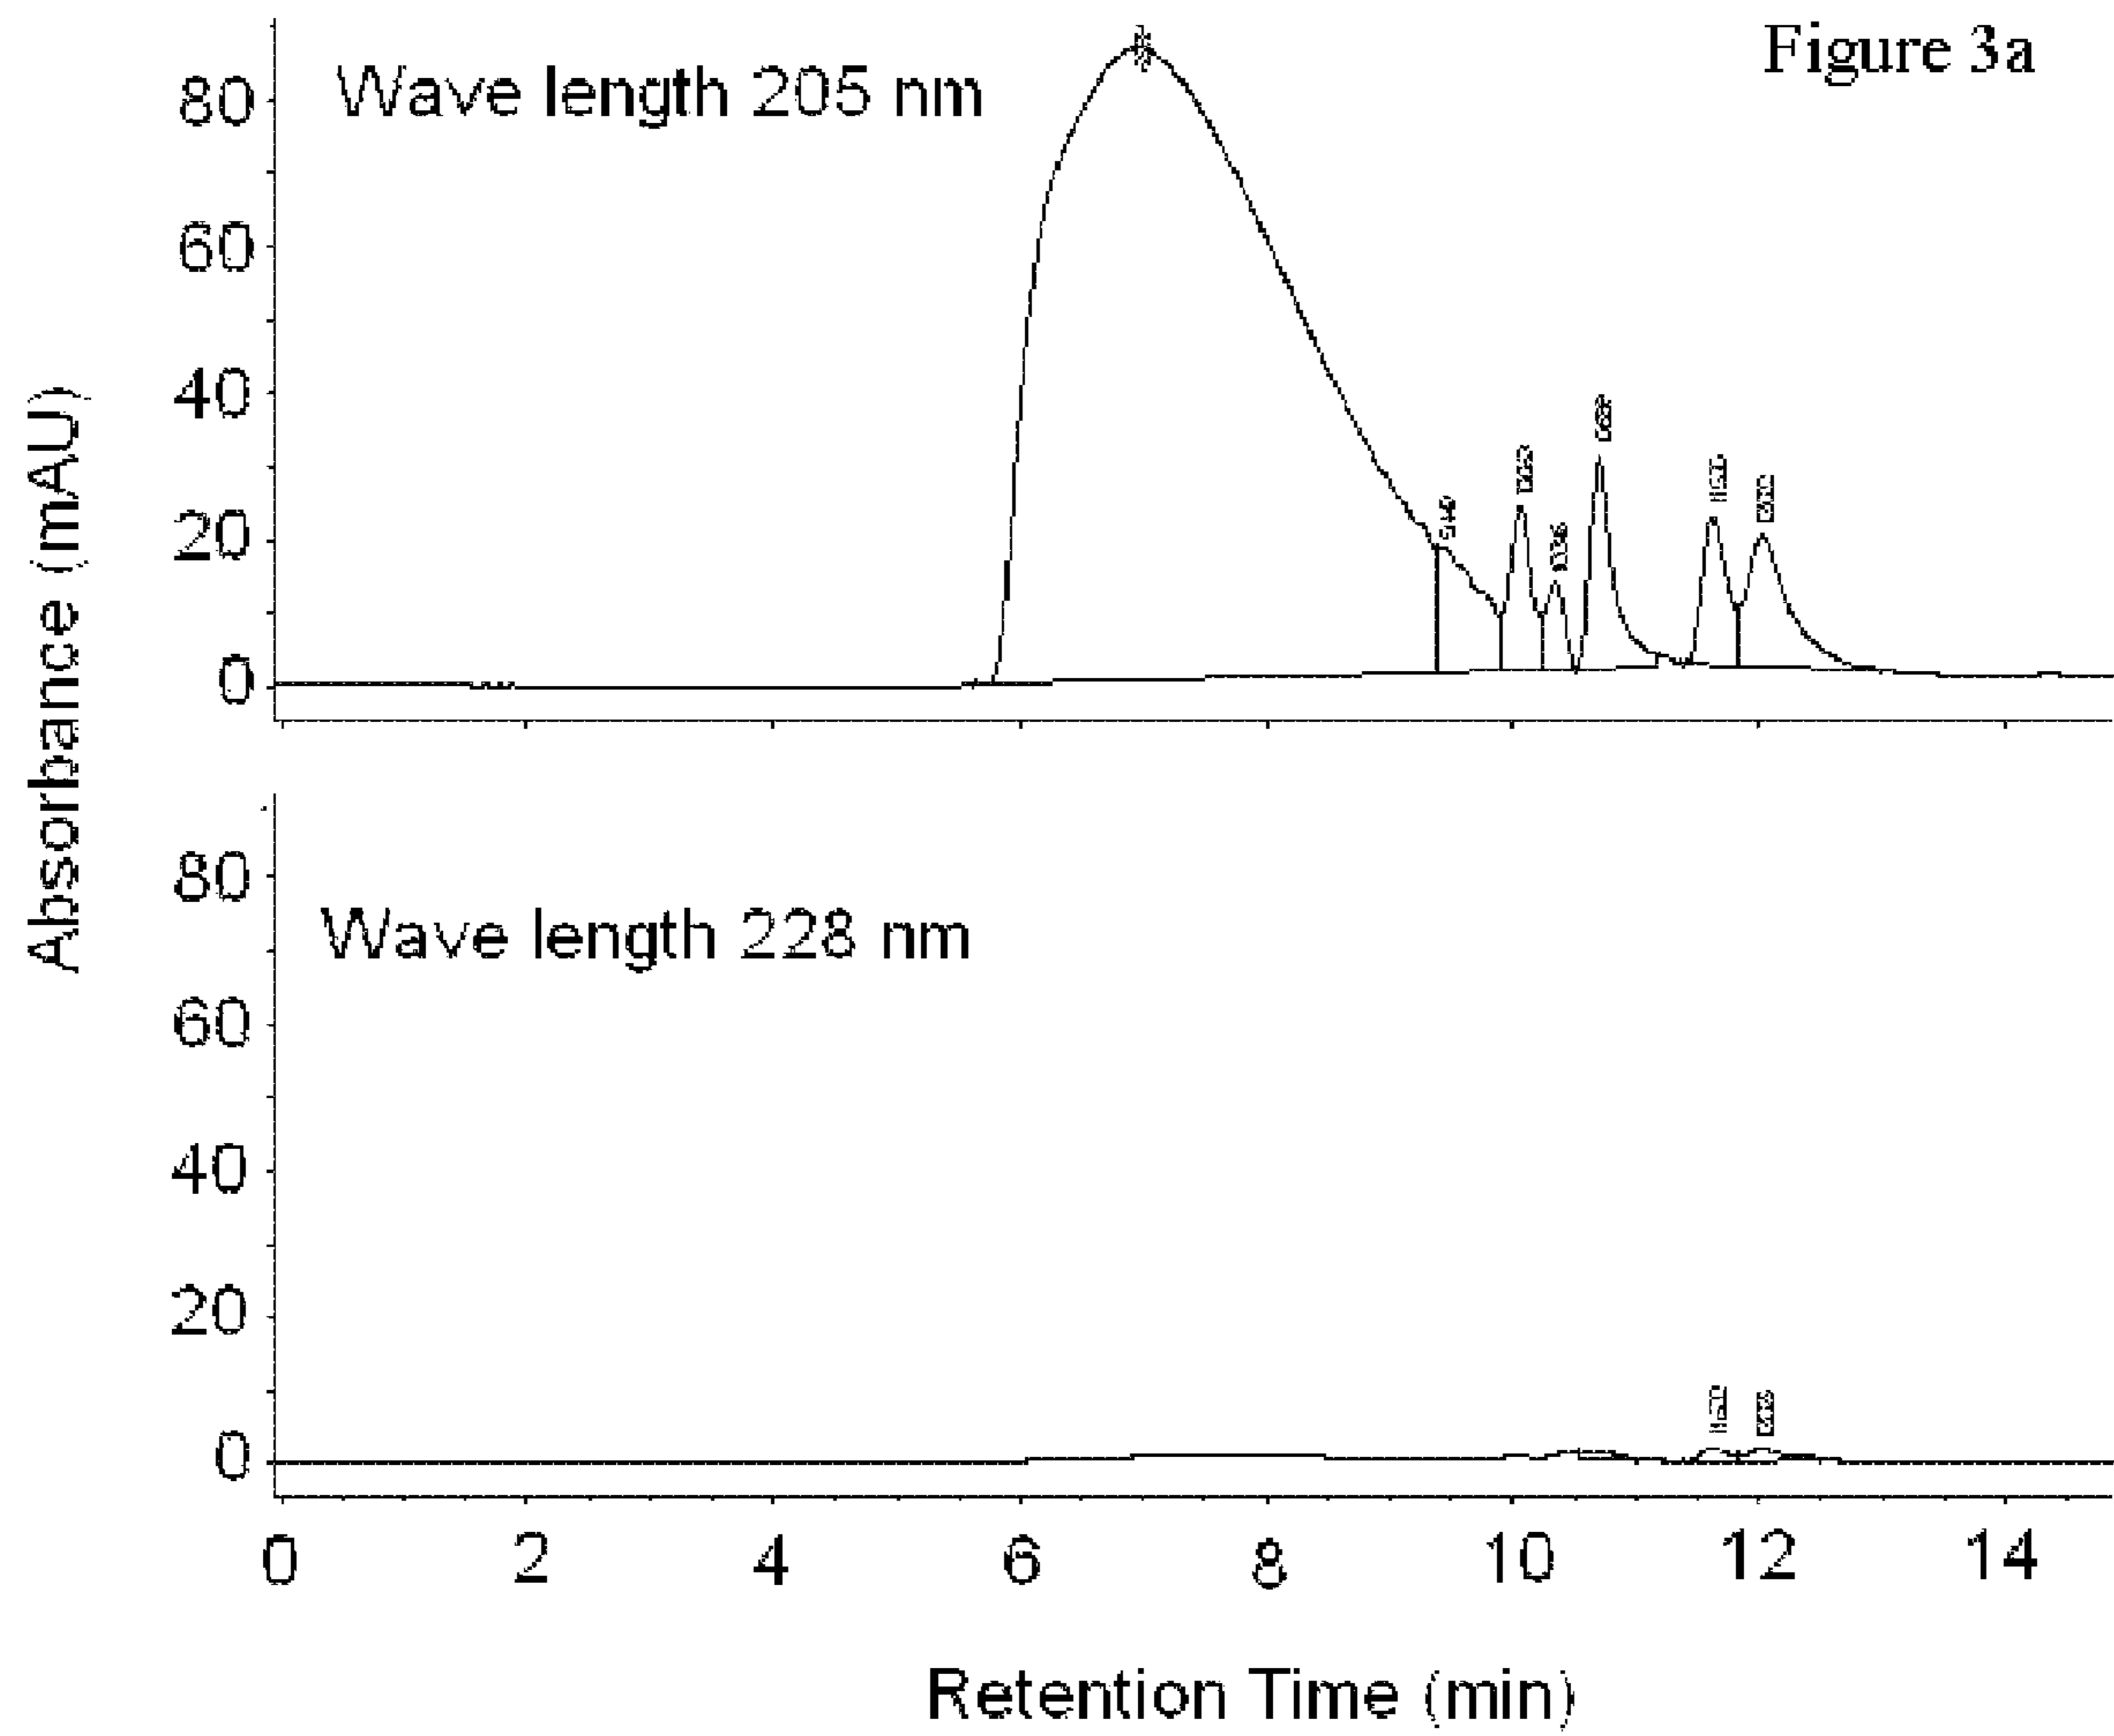 Figure 3a
Wave length 205 nm
80
60
40
20
0
Absorbance (mAU)
Wave length 228 nm
80
60
40
20
0
0 2 4 6 8 10 12 14
Retention Time (min)